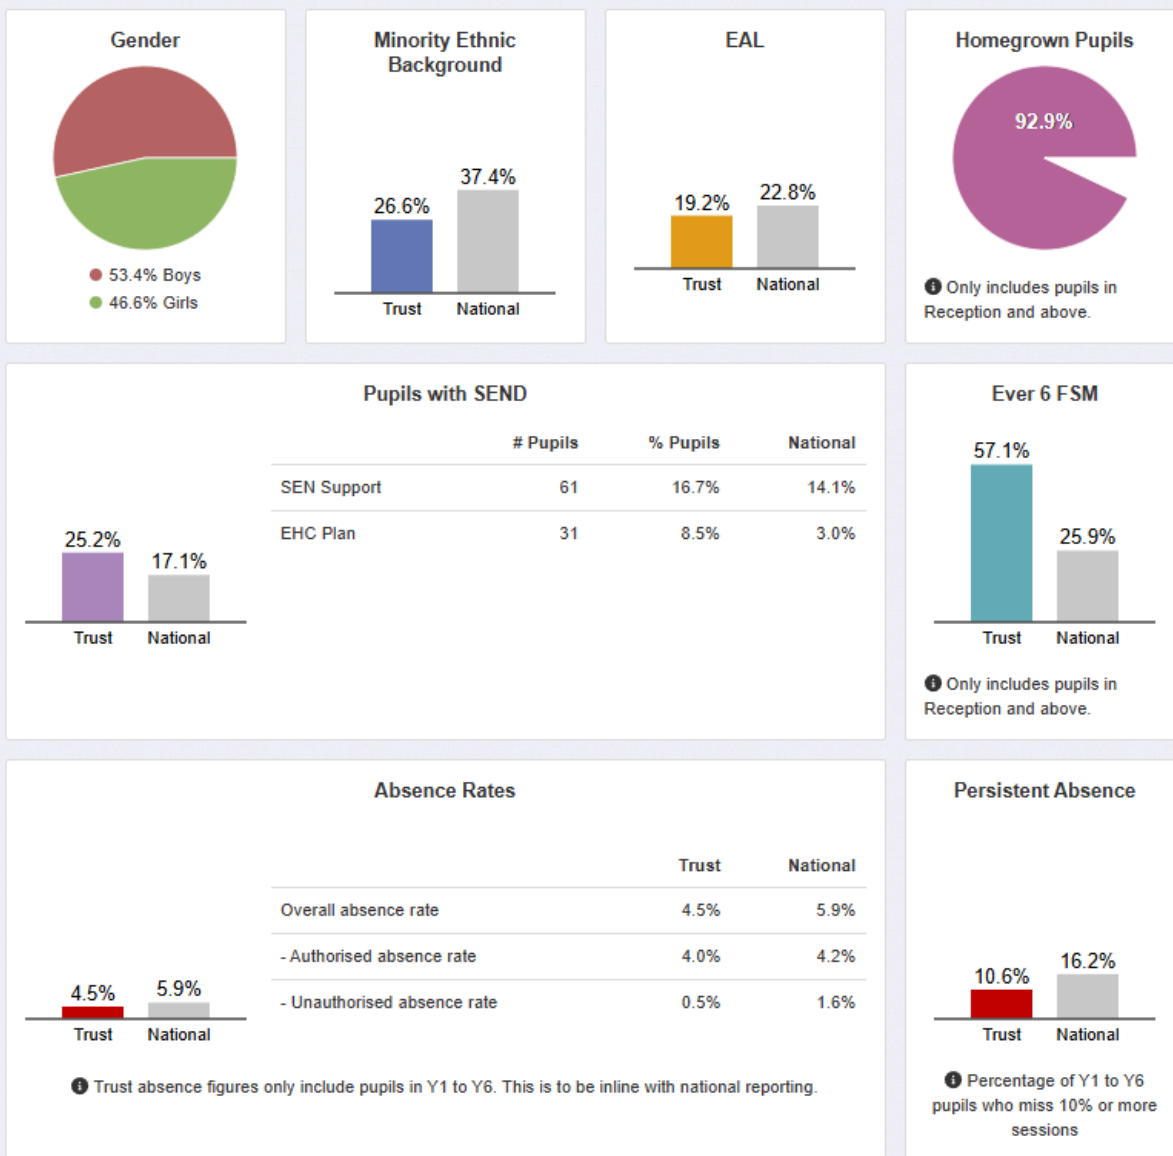 Gender
53.4% Boys
46.6% Girls
Minority Ethnic
Background
26.6%
37.4%
Trust
National
EAL
19.2%
22.8%
Trust
National
Homegrown Pupils
92.9%
Only includes pupils in
Reception and above.
Pupils with SEND
25.2%
17.1%
Trust
National
# Pupils % Pupils National
SEN Support 61 16.7% 14.1%
EHC Plan 31 8.5% 3.0%
Ever 6 FSM
57.1%
25.9%
Trust
National
Only includes pupils in
Reception and above.
Absence Rates
4.5%
5.9%
Trust
National
Trust National
Overall absence rate 4.5% 5.9%
- Authorised absence rate 4.0% 4.2%
- Unauthorised absence rate 0.5% 1.6%
Trust absence figures only include pupils in Y1 to Y6. This is to be inline with national reporting.
Persistent Absence
10.6%
16.2%
Trust
National
Percentage of Y1 to Y6
pupils who miss 10% or more
sessions